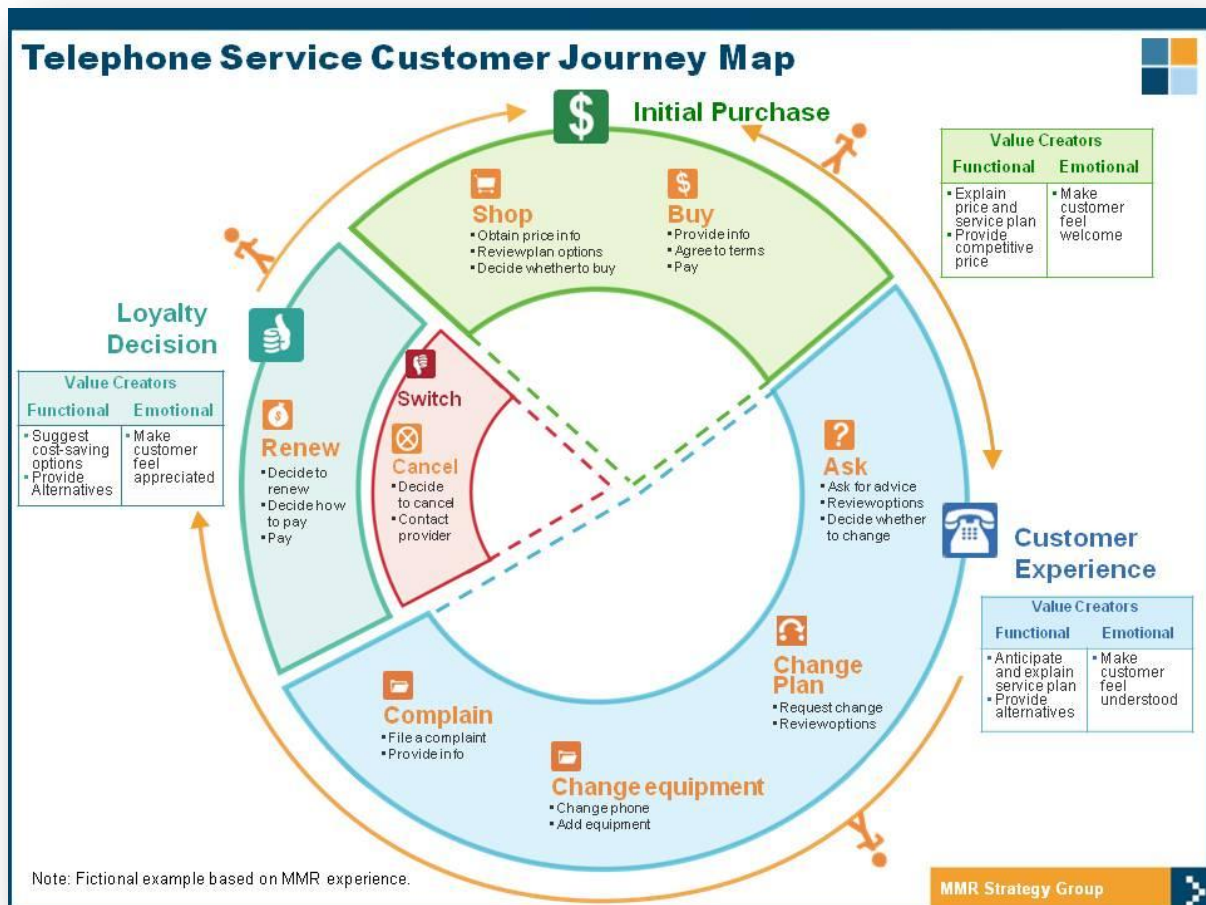 Telephone Service Customer Journey Map
$
Initial Purchase
Value Creators
Functional Emotional
▪ Explain
price and
service plan
▪ Provide
competitive
price
▪ Make
customer
feel
welcome
Shop
▪ Obtain price info
▪ Reviewplan options
▪ Decide whetherto buy
$
Buy
▪ Provide info
▪ Agree to terms
▪ Pay
Loyalty
Decision
Value Creators
Functional Emotional
▪ Suggest
cost-saving
options
▪ Provide
Alternatives
▪ Make
customer
feel
appreciated
$
Renew
▪ Decide to
renew
▪ Decide how
to pay
▪ Pay
Switch
Cancel
▪ Decide
to cancel
▪ Contact
provider
?
Ask
▪ Ask for advice
▪ Reviewoptions
▪ Decide whether
to change
Customer
Experience
Value Creators
Functional Emotional
▪ Anticipate
and explain
service plan
▪ Provide
alternatives
▪ Make
customer
feel
understood
Change
Plan
▪ Request change
▪ Reviewoptions
Complain
▪ File a complaint
▪ Provide info
Change equipment
▪ Change phone
▪ Add equipment
Note: Fictional example based on MMR experience.
MMR Strategy Group